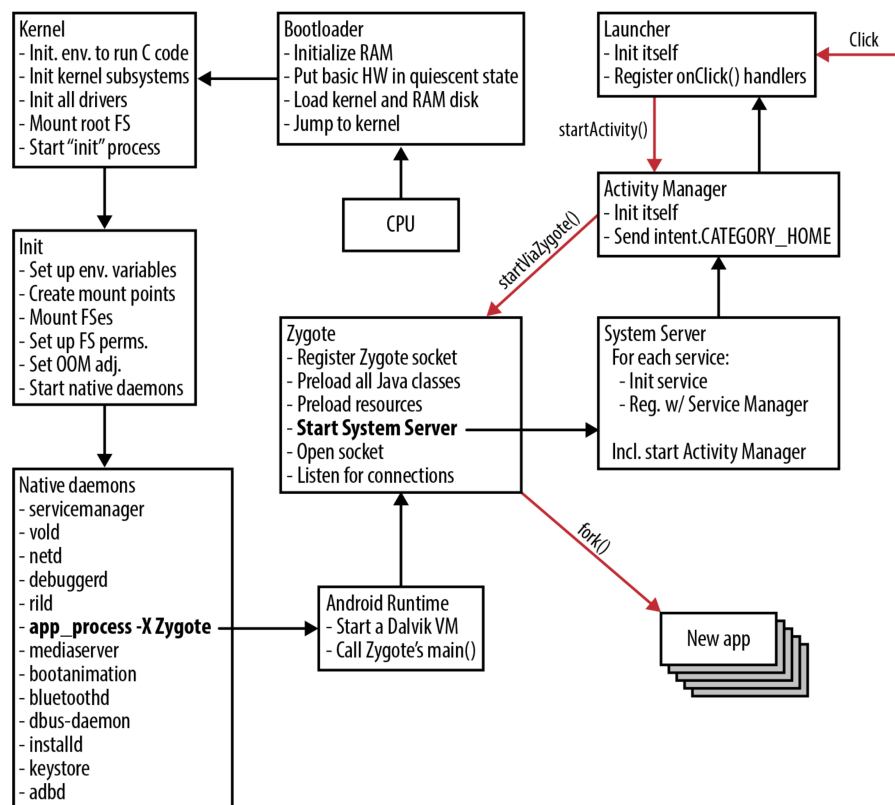 Kernel
- Init. env. to run C code
- Init kernel subsystems
- Init all drivers
- Mount root FS
- Start “init” process
Bootloader
- Initialize RAM
- Put basic HW in quiescent state
- Load kernel and RAM disk
- Jump to kernel
Launcher
- Init itself
- Register onClick() handlers
Click
startActivity()
CPU
Activity Manager
- Init itself
- Send intent.CATEGORY_HOME
startViaZygote()
Init
- Set up env. variables
- Create mount points
- Mount FSes
- Set up FS perms.
- Set OOM adj.
- Start native daemons
Zygote
- Register Zygote socket
- Preload all Java classes
- Preload resources
- Start System Server
- Open socket
- Listen for connections
System Server
For each service:
- Init service
- Reg. w/ Service Manager
Incl. start Activity Manager
fork()
Native daemons
- servicemanager
- vold
- netd
- debuggerd
- rild
- app_process -X Zygote
- mediaserver
- bootanimation
- bluetoothd
- dbus-daemon
- installd
- keystore
- adbd
Android Runtime
- Start a Dalvik VM
- Call Zygote’s main()
New app